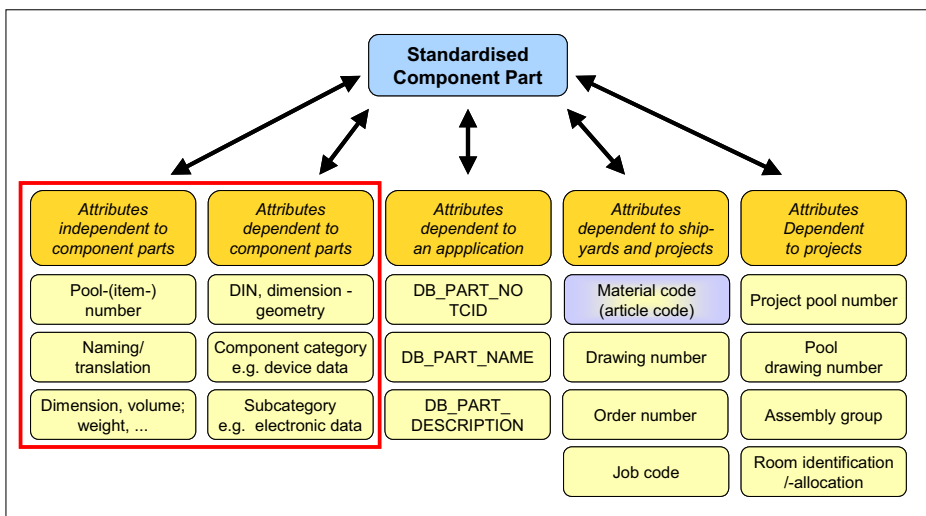 Standardised
Component Part
Attributes
independent to
component parts
Attributes
dependent to
component parts
Attributes
dependent to
an appplication
Attributes
dependent to ship-
yards and projects
Attributes
Dependent
to projects
Pool-(item-)
number
DIN, dimension -
geometry
DB_PART_NO
TCID
Material code
(article code)
Project pool number
Naming/
translation
Component category
e.g. device data
DB_PART_NAME
Drawing number
Pool
drawing number
Dimension, volume;
weight, ...
Subcategory
e.g. electronic data
DB_PART_
DESCRIPTION
Order number
Assembly group
Job code
Room identification
/-allocation